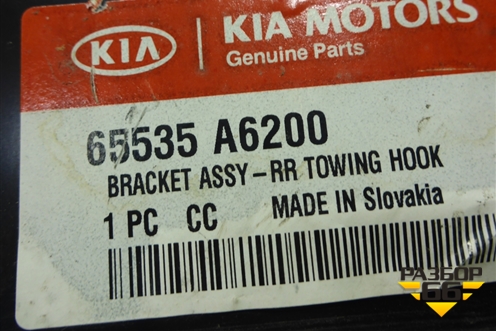 KIA
KIA MOTORS
Genuine Parts
65535 A6200
BRACKET ASSY-RR TOWING HOOK
1 PC CC MADE IN Slovakia
РАЗБОР
66